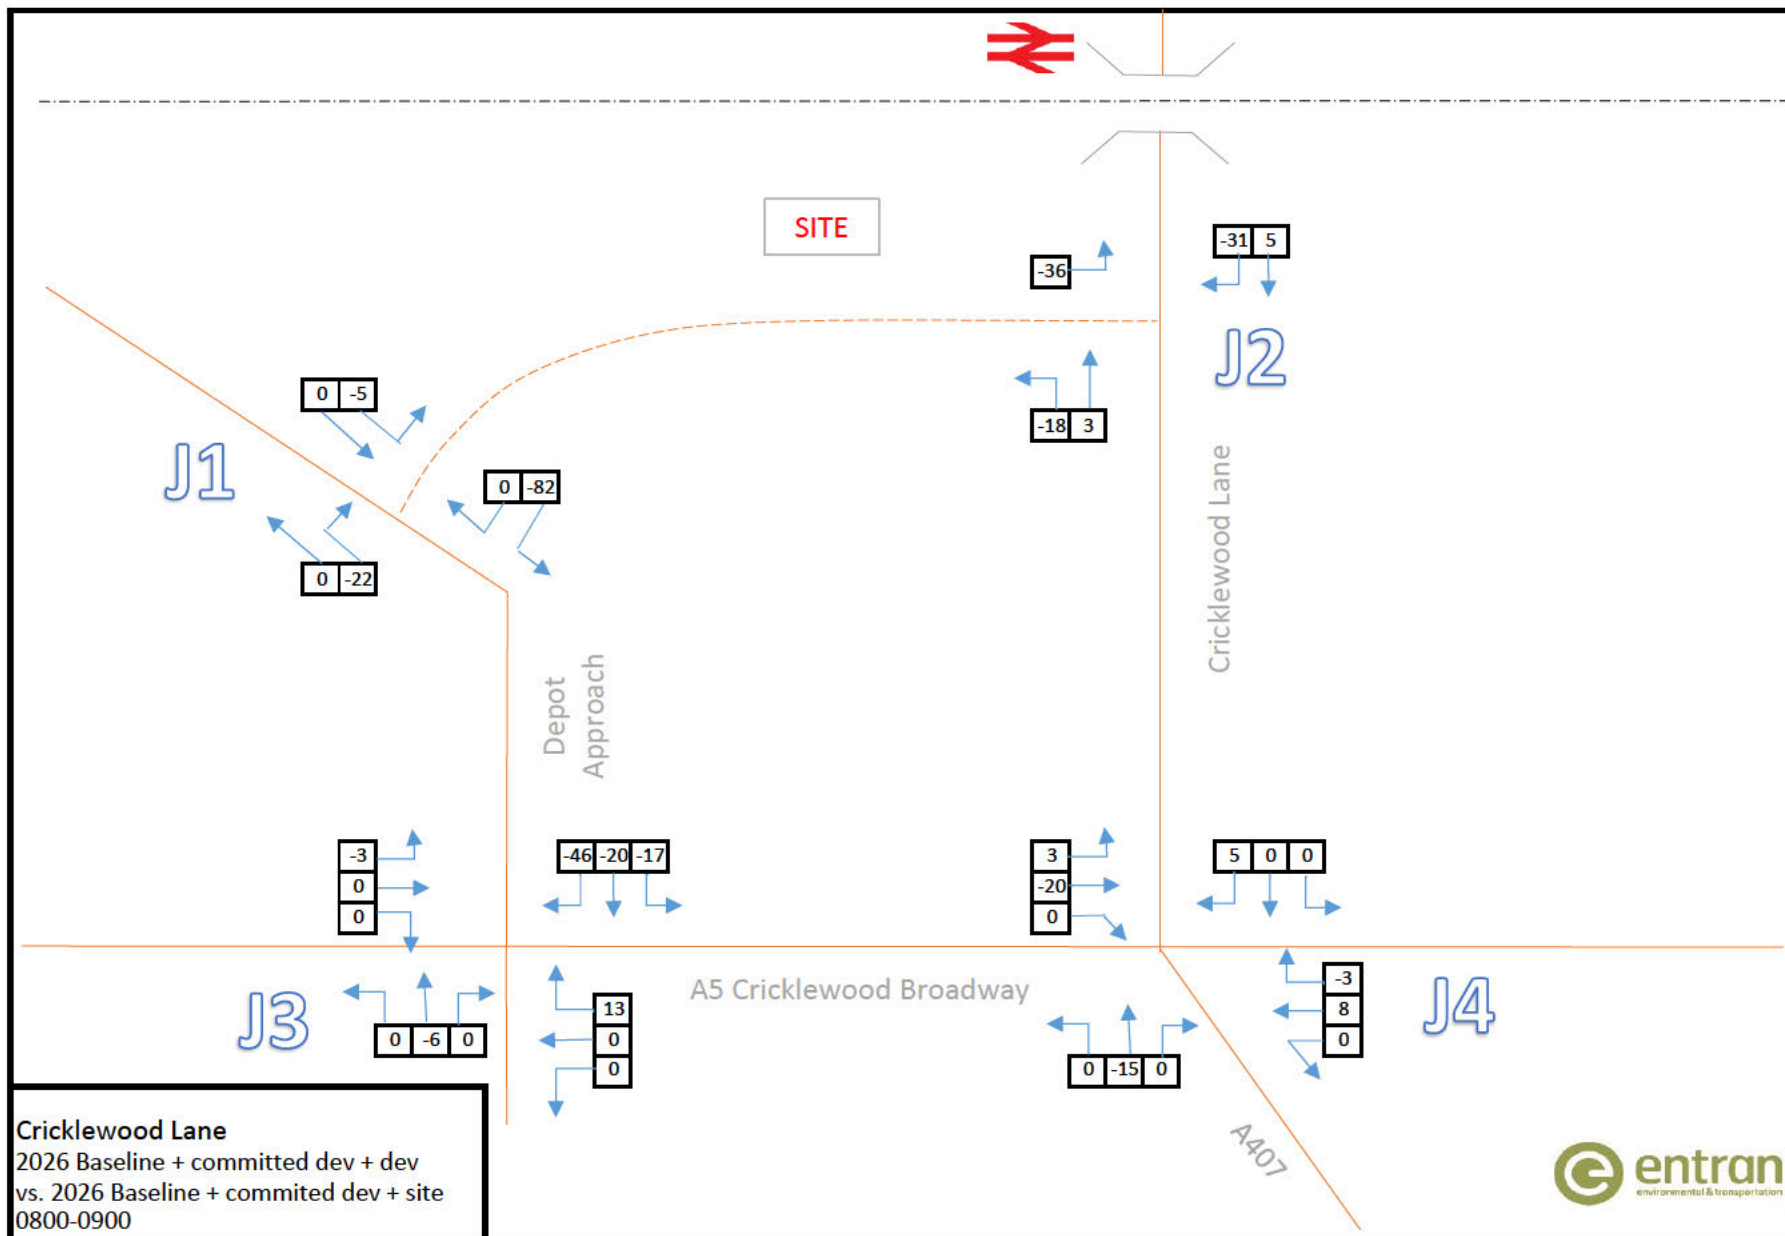 SITE
-31 5
-36
J2
0 -5
-18 3
J1
0 -82
Cricklewood Lane
0 -22
Depot
Approach
-3
0
0
-46 -20 -17
3
-20
0
5 0 0
J3
0 -6 0
13
0
0
A5 Cricklewood Broadway
0 -15 0
-3
8
0
J4
A407
Cricklewood Lane
2026 Baseline + committed dev + dev
vs. 2026 Baseline + commited dev + site
0800-0900
e entran
environmental & transportation